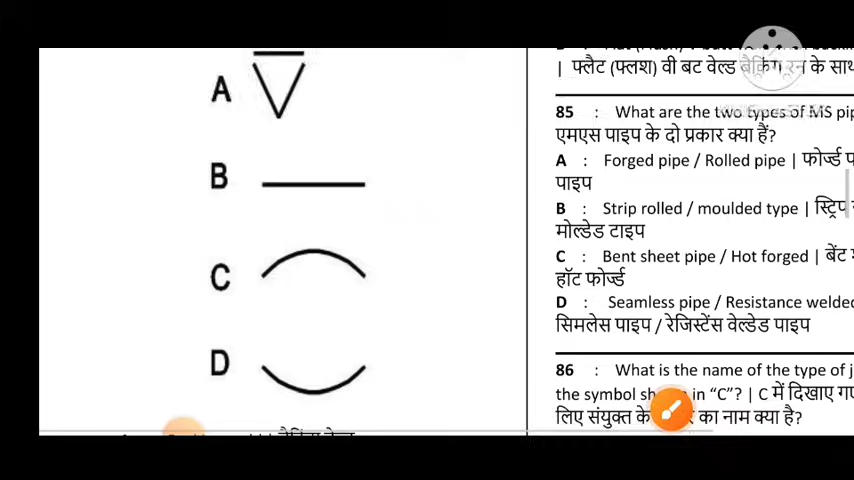 A
B
C
D
| फ्लैट (फ्लश) वी बट वेल्ड बैकिंग रन के साथ
85 : What are the two types of MS
एमएस पाइप के दो प्रकार क्या हैं?
A : Forged pipe / Rolled pipe | फोर्ज्ड
पाइप
B : Strip rolled / moulded type | स्ट्रिप
मोल्डेड टाइप
C : Bent sheet pipe / Hot forged | बेंट
हॉट फोर्ज्ड
D : Seamless pipe / Resistance welded
सिमलेस पाइप / रेजिस्टेंस वेल्डेड पाइप
86 : What is the name of the type of
the symbol in “C”? | C में दिखाए
लिए संयुक्त के का नाम क्या है?